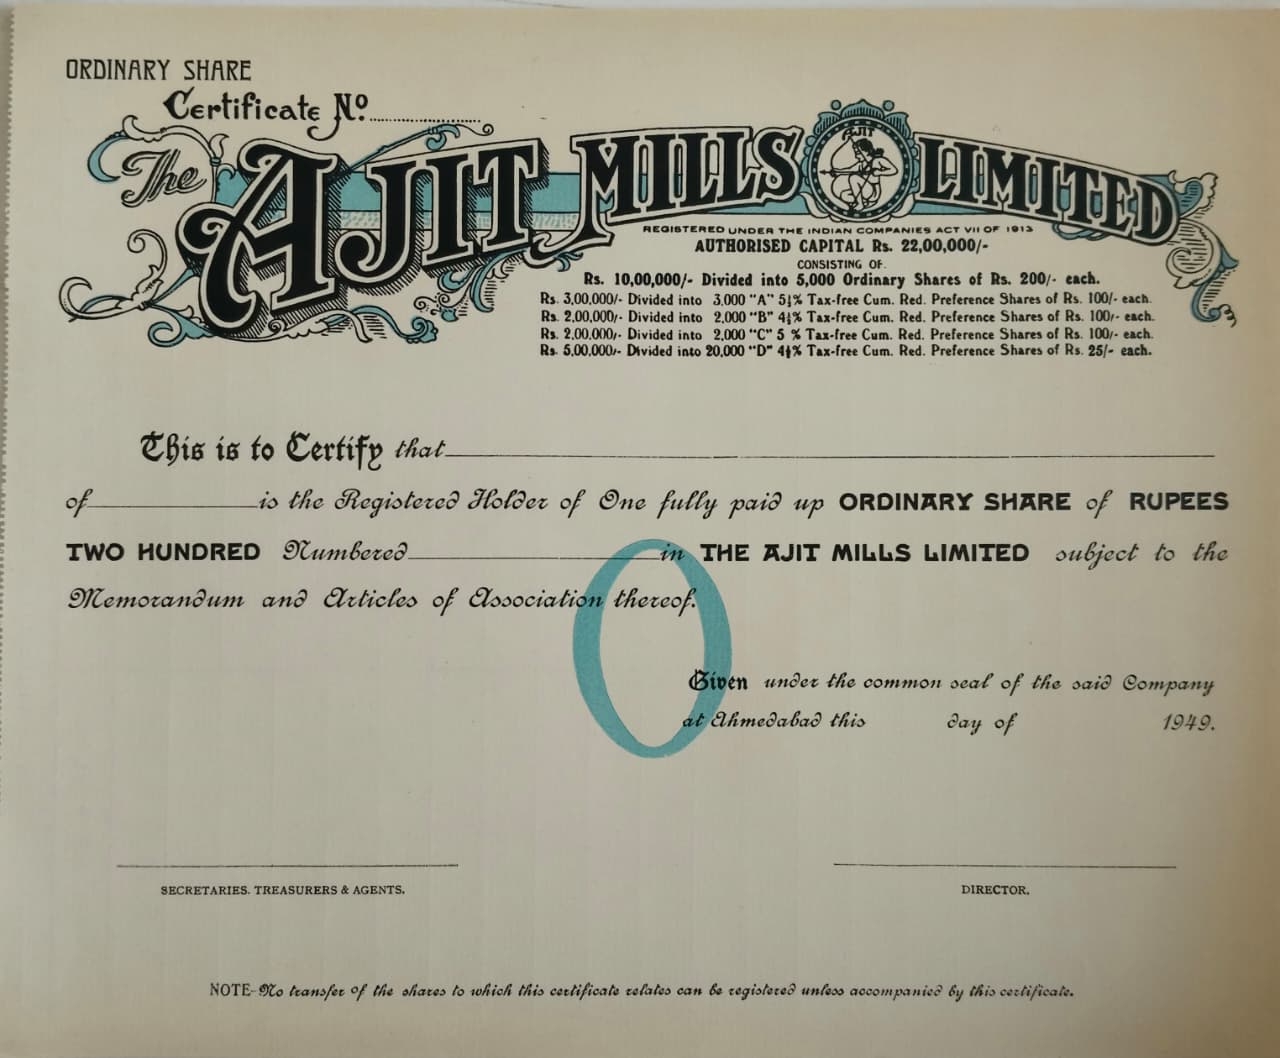 ORDINARY SHARE
Certificate No.
The AJIT MILLS LIMITED
AJIT
REGISTERED UNDER THE INDIAN COMPANIES ACT VII OF 1913
AUTHORISED CAPITAL Rs. 22,00,000/-
CONSISTING OF.
Rs. 10,00,000/- Divided into 5,000 Ordinary Shares of Rs. 200/- each.
Rs. 3,00,000/- Divided into 3,000 "A" 5½% Tax-free Cum. Red. Preference Shares of Rs. 100/- each.
Rs. 2,00,000/- Divided into 2,000 "B" 4½% Tax-free Cum. Red. Preference Shares of Rs. 100/- each.
Rs. 2,00,000/- Divided into 2,000 "C" 5 % Tax-free Cum. Red. Preference Shares of Rs. 100/- each.
Rs. 5,00,000/- Divided into 20,000 "D" 4½% Tax-free Cum. Red. Preference Shares of Rs. 25/- each.
This is to Certify that
of is the Registered Holder of One fully paid up ORDINARY SHARE of RUPEES
TWO HUNDRED Numbered in THE AJIT MILLS LIMITED subject to the
Memorandum and Articles of Association thereof.
O
Given under the common seal of the said Company
at Ahmedabad this day of 1949.
SECRETARIES. TREASURERS & AGENTS.
DIRECTOR.
NOTE-No transfer of the shares to which this certificate relates can be registered unless accompanied by this certificate.